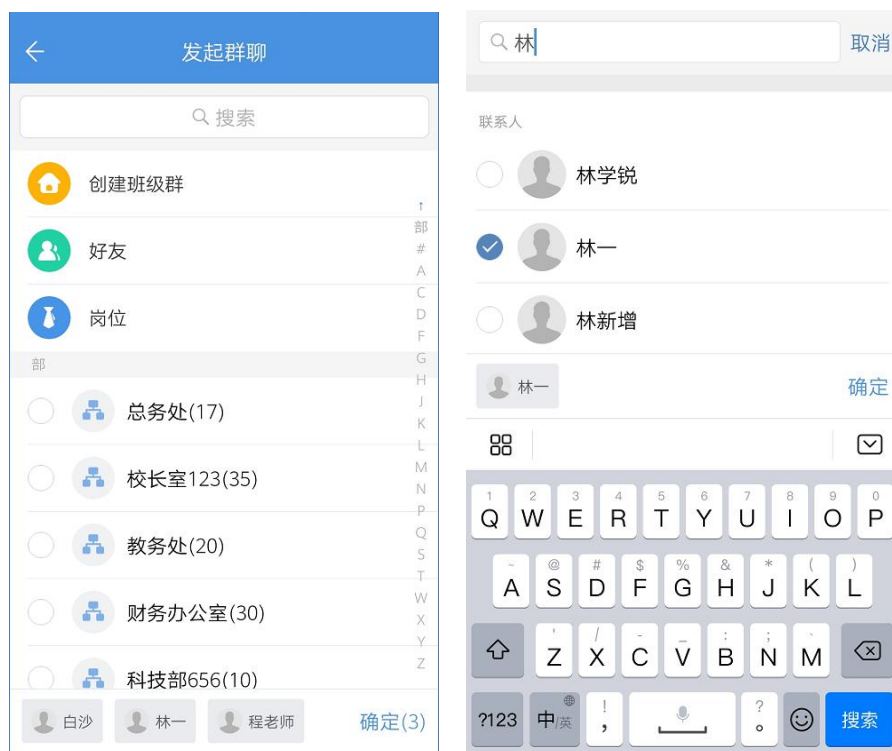 发起群聊
搜索
创建班级群
好友
岗位
部
总务处(17)
校长室123(35)
教务处(20)
财务办公室(30)
科技部656(10)
↑
部
#
A
C
D
F
G
H
J
K
L
M
N
P
Q
S
T
W
X
Y
Z
白沙 林一 程老师 确定(3)
林 取消
联系人
林学锐
林一
林新增
林一 确定
1 2 3 4 5 6 7 8 9 0
Q W E R T Y U I O P
~ @ # $ % & * ( )
A S D F G H J K L
' / - _ : ; 、
Z X C V B N M
?123 中/英 ! , ? 。 搜索